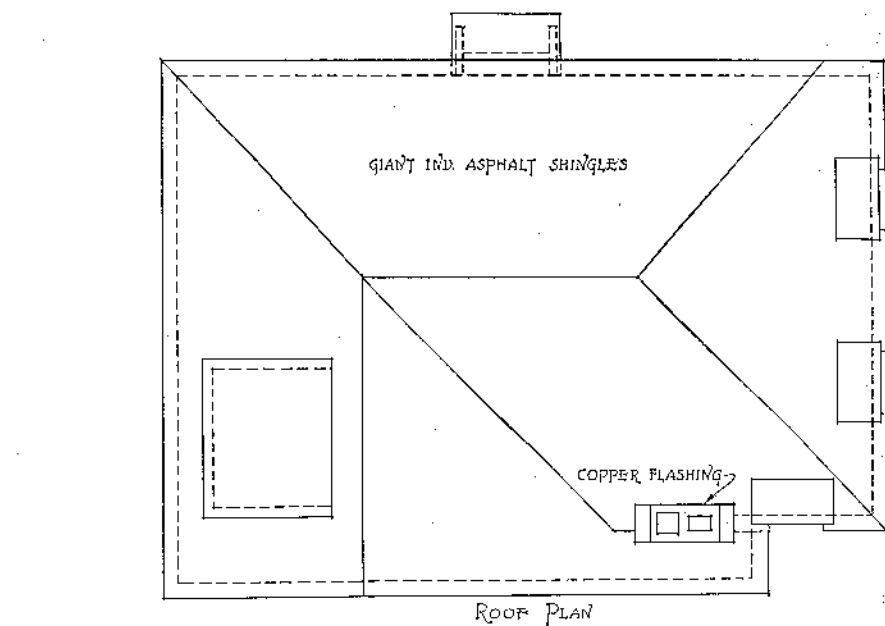 GIANT IND. ASPHALT SHINGLES
COPPER FLASHING
ROOF PLAN